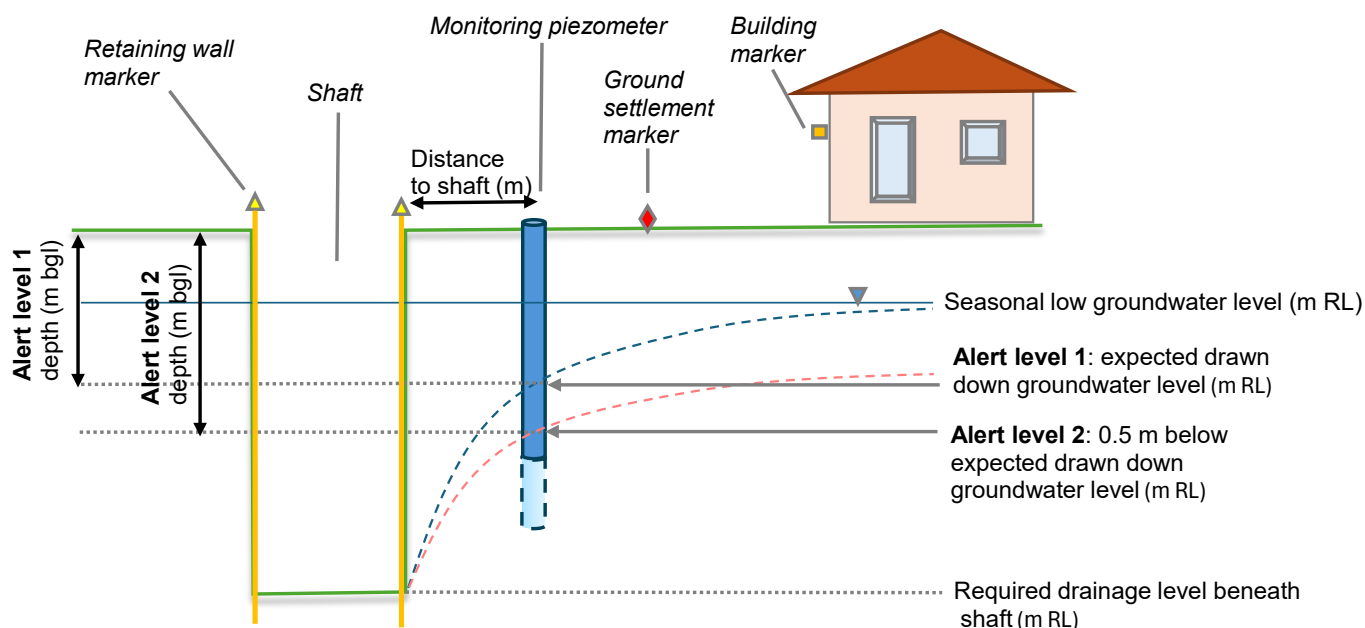 Retaining wall
marker
Shaft
Monitoring piezometer
Ground
settlement
marker
Building
marker
Distance
to shaft (m)
Alert level 1
depth (m bgl)
Alert level 2
depth (m bgl)
Seasonal low groundwater level (m RL)
Alert level 1: expected drawn
down groundwater level (m RL)
Alert level 2: 0.5 m below
expected drawn down
groundwater level (m RL)
Required drainage level beneath
shaft (m RL)